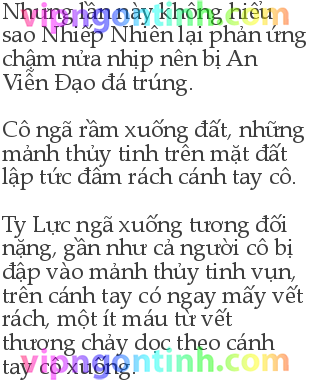 Nhưng lần này không hiểu
sao Nhiếp Nhiên lại phản ứng
chậm nửa nhịp nên bị An
Viễn Đạo đá trúng.
Cô ngã rầm xuống đất, những
mảnh thủy tinh trên mặt đất
lập tức đâm rách cánh tay cô.
Ty Lực ngã xuống tương đối
nặng, gần như cả người cô bị
đập vào mảnh thủy tinh vụn,
trên cánh tay có ngay mấy vết
rách, một ít máu từ vết
thương chảy dọc theo cánh
tay cô xuống.
vipngontinh.com
vipngontinh.com